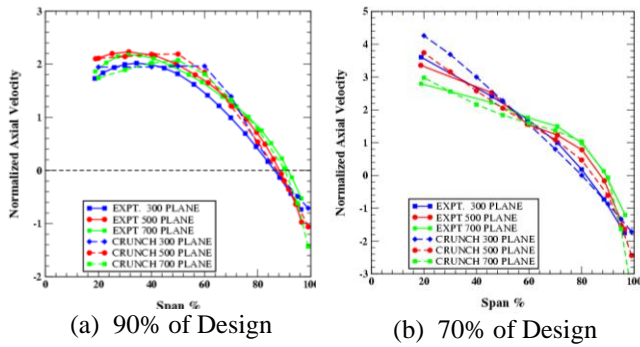 (a)
(b)
Normalized Axial Velocity
3
2
1
0
-1
2
0
20
40
60
80
100
Span %
EXPT. 300 PLANE
EXPT 500 PLANE
EXPT 700 PLANE
CRUNCH 300 PLANE
CRUNCH 500 PLANE
CRUNCH 700 PLANE
(a) 90% of Design
Normalized Axial Velocity
5
4
3
2
1
0
-1
-2
-3
0
20
40
60
80
100
Span %
EXPT. 300 PLANE
EXPT 500 PLANE
EXPT 700 PLANE
CRUNCH 300 PLANE
CRUNCH 500 PLANE
CRUNCH 700 PLANE
(b) 70% of Design